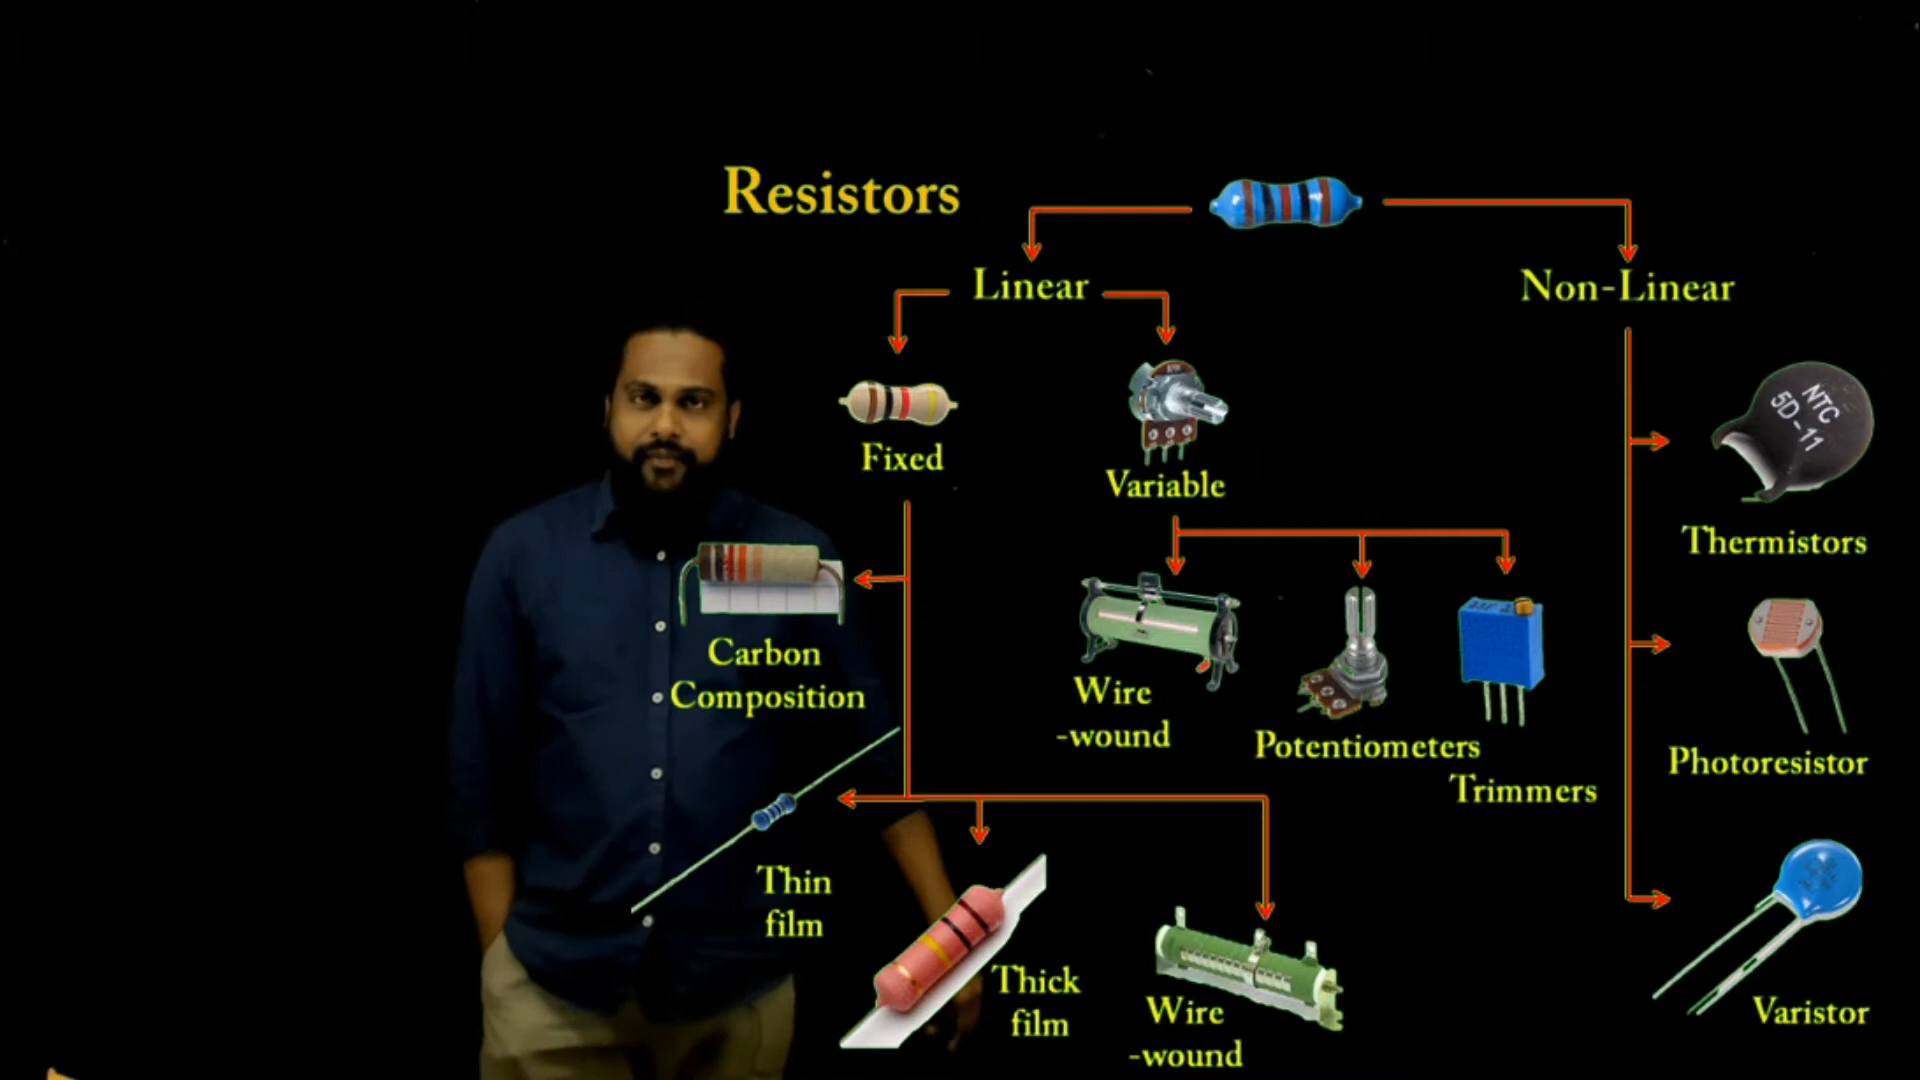 Resistors
Linear
Non-Linear
Fixed
Variable
NTC
5D-11
Thermistors
Carbon
Composition
Wire
-wound
Potentiometers
Trimmers
Photoresistor
Thin
film
Thick
film
Wire
-wound
Varistor